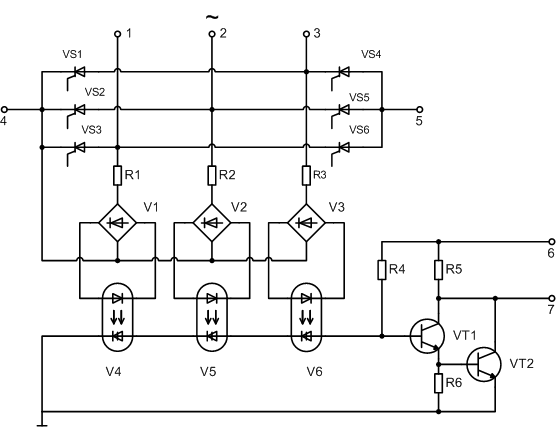 ~
1 2 3
VS1 VS4
VS2 VS5
4 5
VS3 VS6
R1 R2 R3
V1 V2 V3
6
R4 R5
7
VT1
VT2
V4 V5 V6
R6